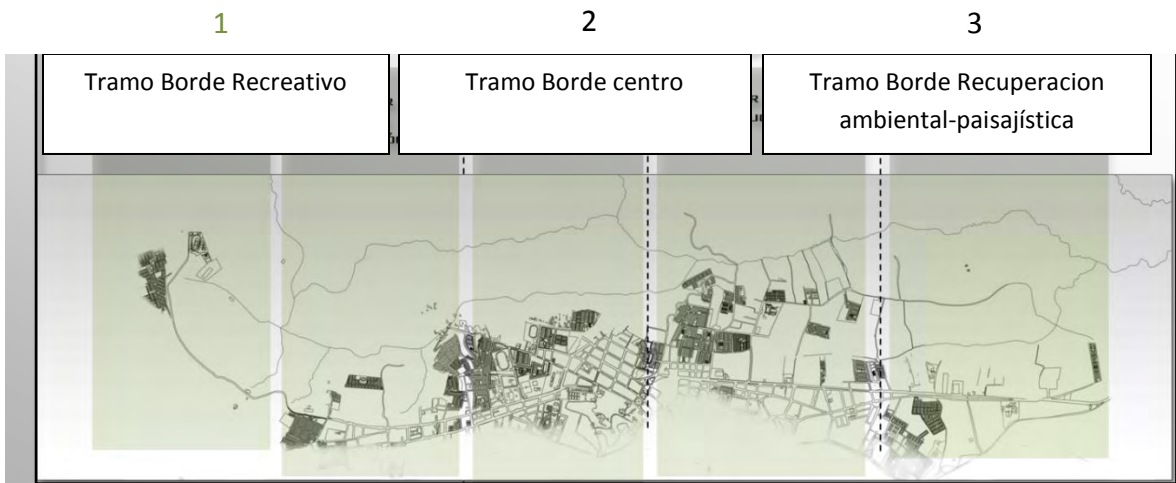 1
2
3
Tramo Borde Recreativo
Tramo Borde centro
Tramo Borde Recuperacion
ambiental-paisajística